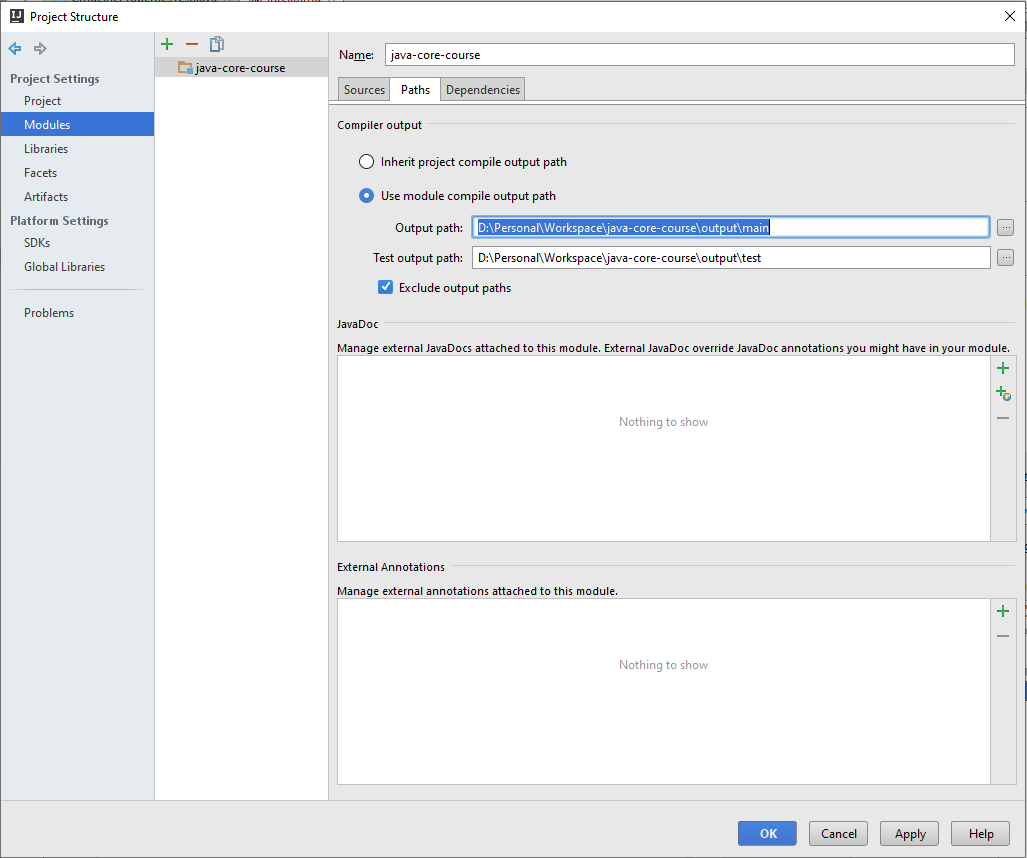 Project Structure
Project Settings
Project
Modules
Libraries
Facets
Artifacts
Platform Settings
SDKs
Global Libraries
Problems
java-core-course
Name: java-core-course
Sources Paths Dependencies
Compiler output
Inherit project compile output path
Use module compile output path
Output path: D:\Personal\Workspace\java-core-course\output\main
Test output path: D:\Personal\Workspace\java-core-course\output\test
Exclude output paths
JavaDoc
Manage external JavaDocs attached to this module. External JavaDoc override JavaDoc annotations you might have in your module.
Nothing to show
External Annotations
Manage external annotations attached to this module.
Nothing to show
OK Cancel Apply Help